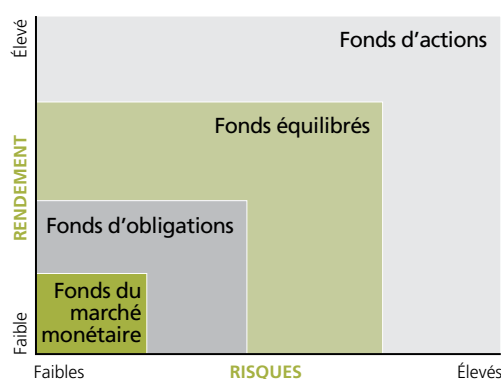 Élevé
Fonds d’actions
Fonds équilibrés
RENDEMENT
Fonds d’obligations
Fonds du
marché
monétaire
Faible
Faibles
RISQUES
Élevés